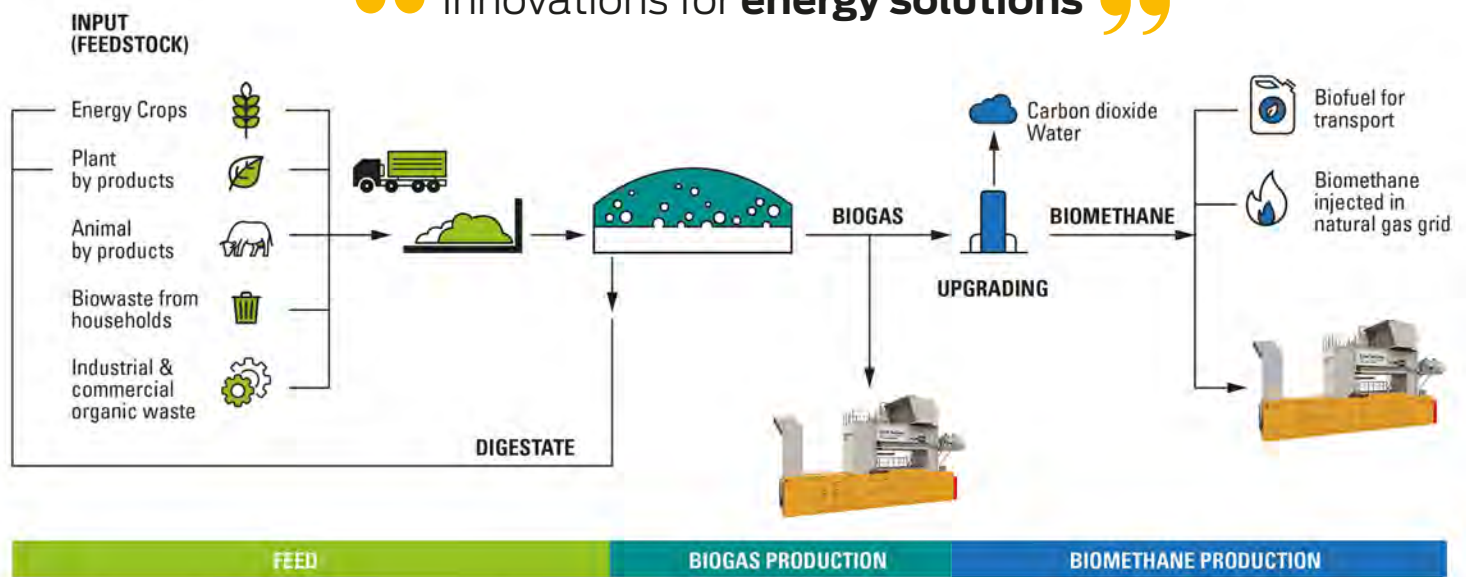 innovations for energy solutions
INPUT
(FEEDSTOCK)
Energy Crops
Plant
by products
Animal
by products
Biowaste from
households
Industrial &
commercial
organic waste
DIGESTATE
BIOGAS
Carbon dioxide
Water
UPGRADING
BIOMETHANE
Biofuel for
transport
Biomethane
injected in
natural gas grid
FEED
BIOGAS PRODUCTION
BIOMETHANE PRODUCTION